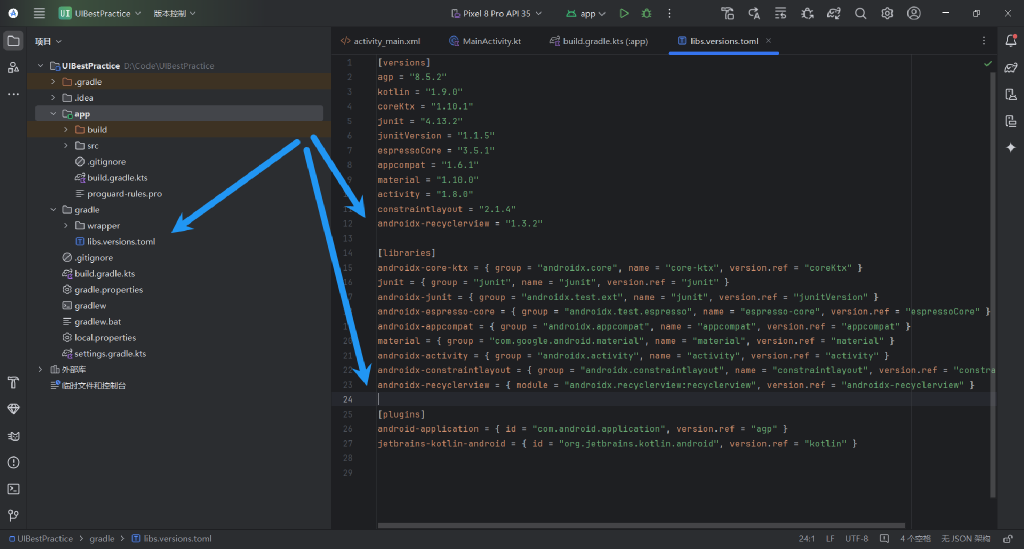 UI UIBestPractice 版本控制 Pixel 8 Pro API 35 app
项目
activity_main.xml MainActivity.kt build.gradle.kts (:app) libs.versions.toml
UIBestPractice D:\Code\UIBestPractice
.gradle
.idea
app
build
src
.gitignore
build.gradle.kts
proguard-rules.pro
gradle
wrapper
libs.versions.toml
.gitignore
build.gradle.kts
gradle.properties
gradlew
gradlew.bat
local.properties
settings.gradle.kts
外部库
临时文件和控制台
1 [versions]
2 agp = "8.5.2"
3 kotlin = "1.9.0"
4 coreKtx = "1.10.1"
5 junit = "4.13.2"
6 junitVersion = "1.1.5"
7 espressoCore = "3.5.1"
8 appcompat = "1.6.1"
material = "1.10.0"
activity = "1.8.0"
constraintlayout = "2.1.4"
12 androidx-recyclerview = "1.3.2"
13
14 [libraries]
15 androidx-core-ktx = { group = "androidx.core", name = "core-ktx", version.ref = "coreKtx" }
16 junit = { group = "junit", name = "junit", version.ref = "junit" }
17 androidx-junit = { group = "androidx.test.ext", name = "junit", version.ref = "junitVersion" }
androidx-espresso-core = { group = "androidx.test.espresso", name = "espresso-core", version.ref = "espressoCore" }
androidx-appcompat = { group = "androidx.appcompat", name = "appcompat", version.ref = "appcompat" }
material = { group = "com.google.android.material", name = "material", version.ref = "material" }
androidx-activity = { group = "androidx.activity", name = "activity", version.ref = "activity" }
androidx-constraintlayout = { group = "androidx.constraintlayout", name = "constraintlayout", version.ref = "constra
23 androidx-recyclerview = { module = "androidx.recyclerview:recyclerview", version.ref = "androidx-recyclerview" }
24
25 [plugins]
26 android-application = { id = "com.android.application", version.ref = "agp" }
27 jetbrains-kotlin-android = { id = "org.jetbrains.kotlin.android", version.ref = "kotlin" }
28
29
UIBestPractice gradle libs.versions.toml 24:1 LF UTF-8 4 个空格 无 JSON 架构